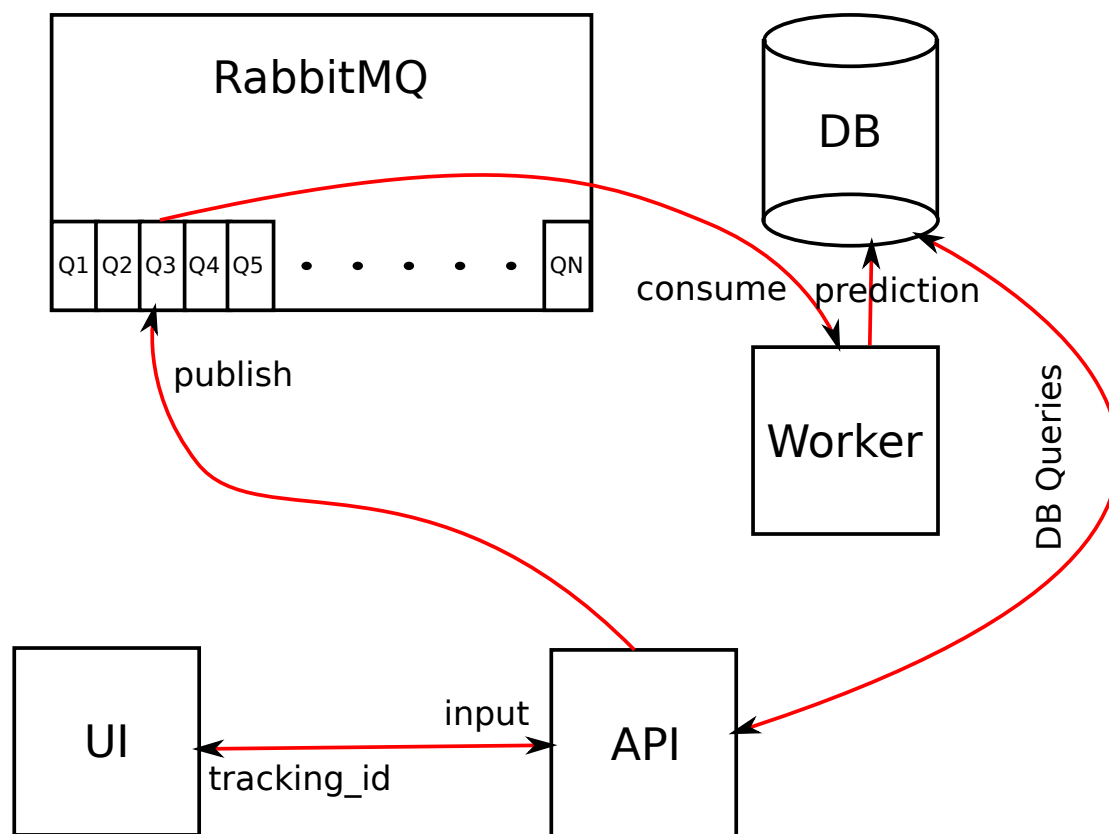 RabbitMQ
DB
Q1 Q2 Q3 Q4 Q5 QN
consume
prediction
publish
Worker
DB Queries
input
UI
API
tracking_id